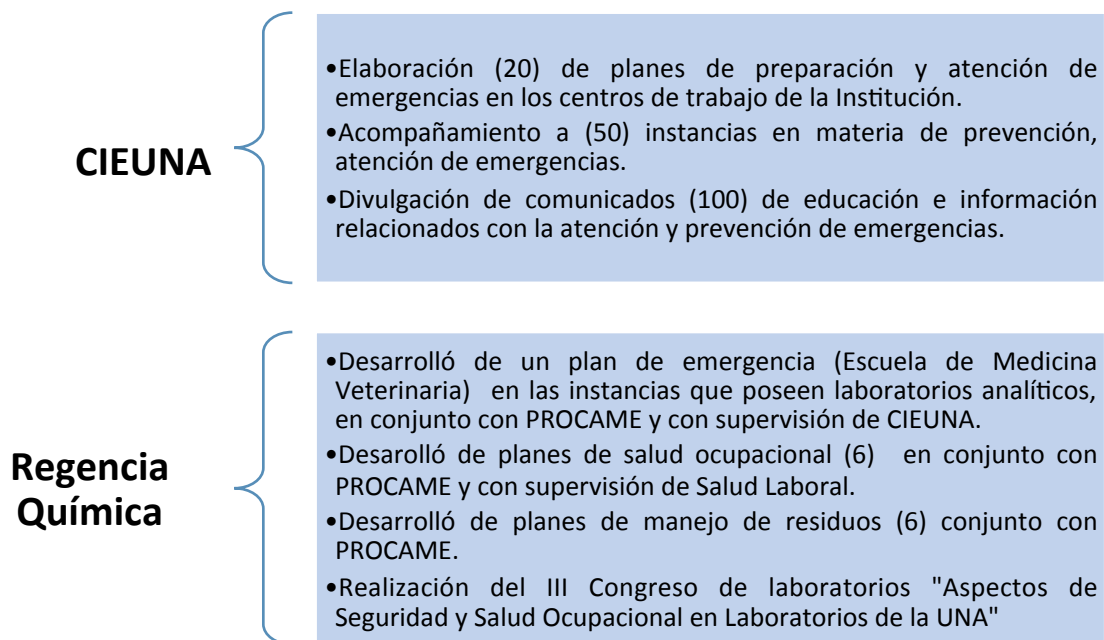 CIEUNA
•Elaboración (20) de planes de preparación y atención de
emergencias en los centros de trabajo de la Institución.
•Acompañamiento a (50) instancias en materia de prevención,
atención de emergencias.
•Divulgación de comunicados (100) de educación e información
relacionados con la atención y prevención de emergencias.
Regencia
Química
•Desarrolló de un plan de emergencia (Escuela de Medicina
Veterinaria) en las instancias que poseen laboratorios analíticos,
en conjunto con PROCAME y con supervisión de CIEUNA.
•Desarolló de planes de salud ocupacional (6) en conjunto con
PROCAME y con supervisión de Salud Laboral.
•Desarrolló de planes de manejo de residuos (6) conjunto con
PROCAME.
•Realización del III Congreso de laboratorios "Aspectos de
Seguridad y Salud Ocupacional en Laboratorios de la UNA"